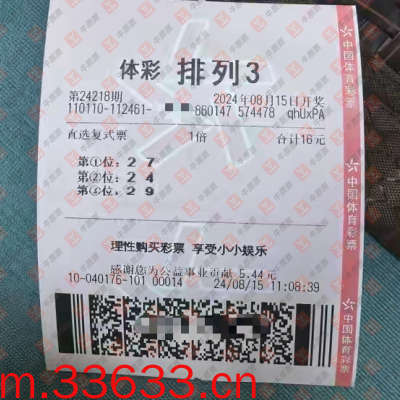 体彩 排列3
第24218期 2024年08月15日开奖
110110-112461- 860147 574478 qhUxPA
直选复式票 1倍 合计16元
第①位: 2 7
第②位: 2 4
第③位: 2 9
理性购买彩票 享受小小娱乐
感谢您为公益事业贡献 5.44元
10-040176-101 00014 24/08/15 11:08:39
中国体育彩票
中国体育彩票
中国体育彩票
m.33633.cn